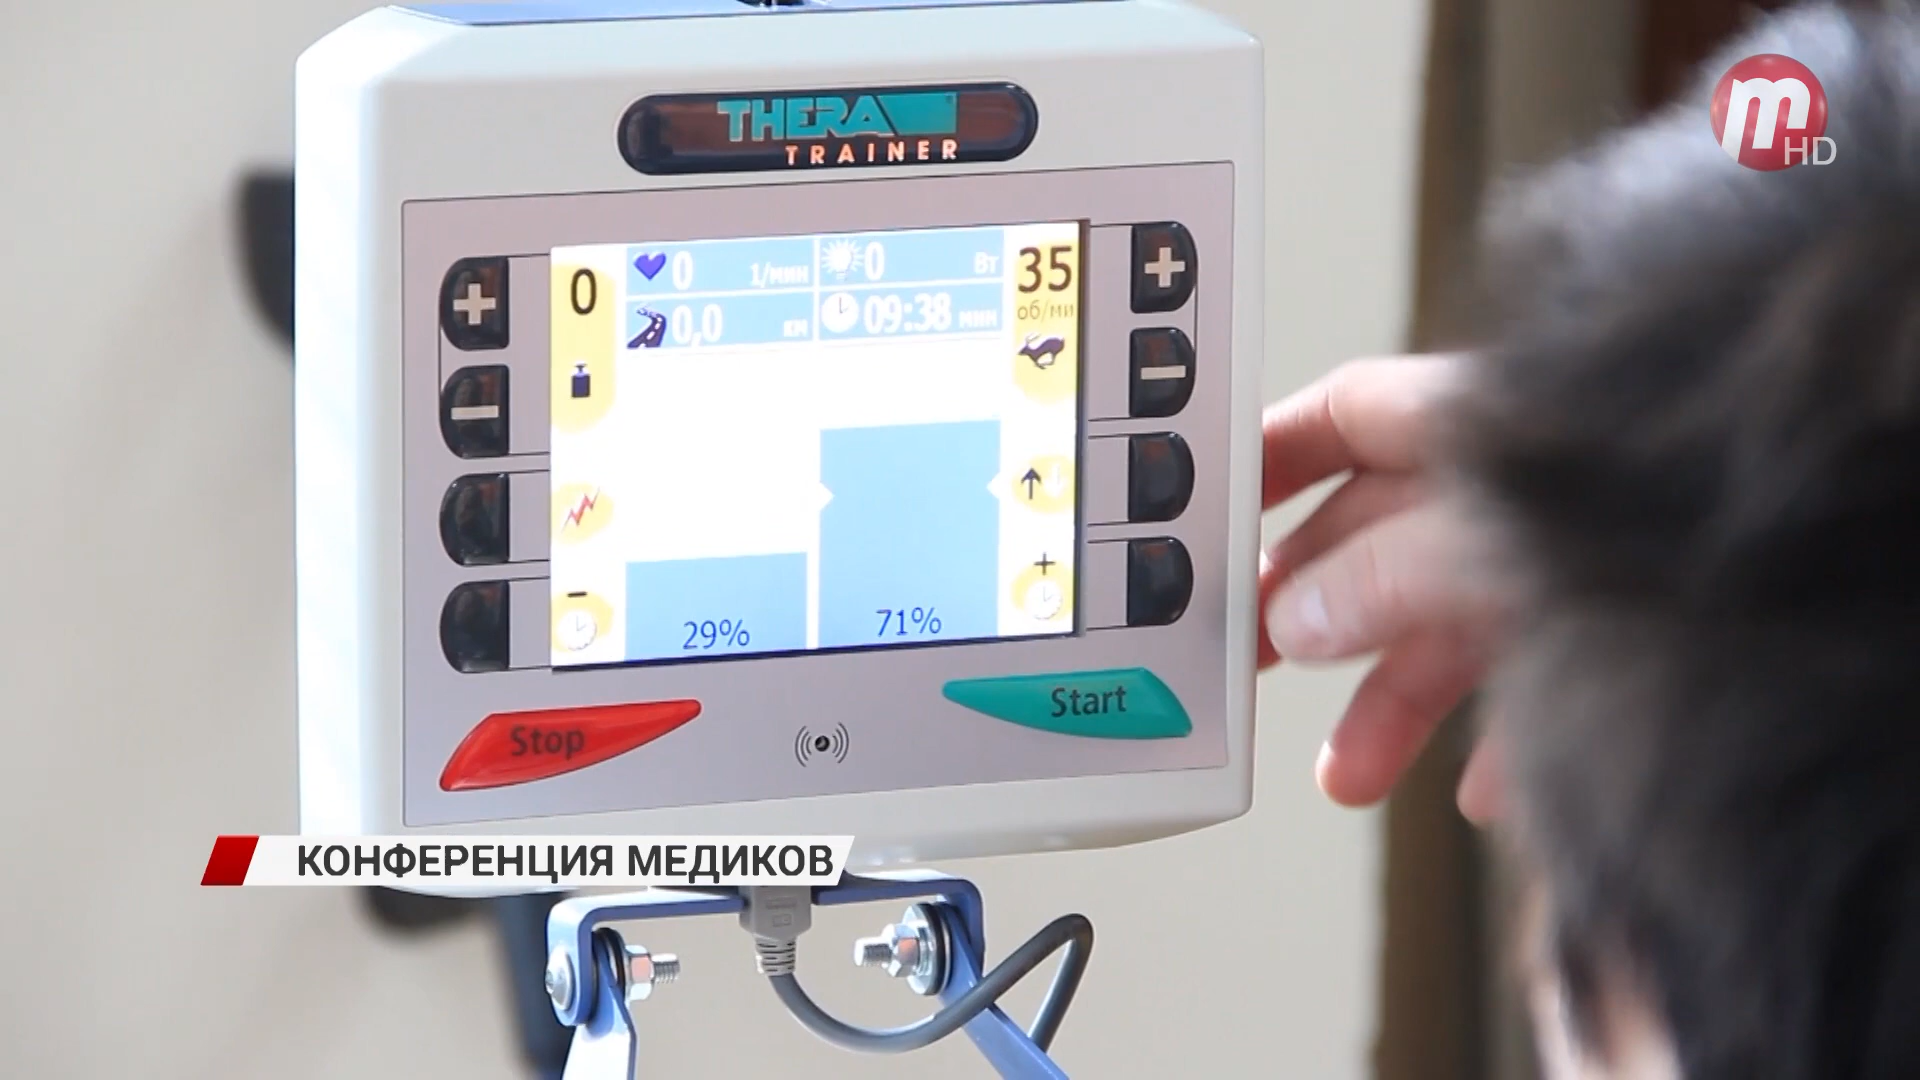 THERA
TRAINER
m HD
0
0 1/мин
0 Вт
35
об/ми
0,0 км
09:38 мин
+
-
+
-
-
+
29%
71%
Stop
Start
КОНФЕРЕНЦИЯ МЕДИКОВ